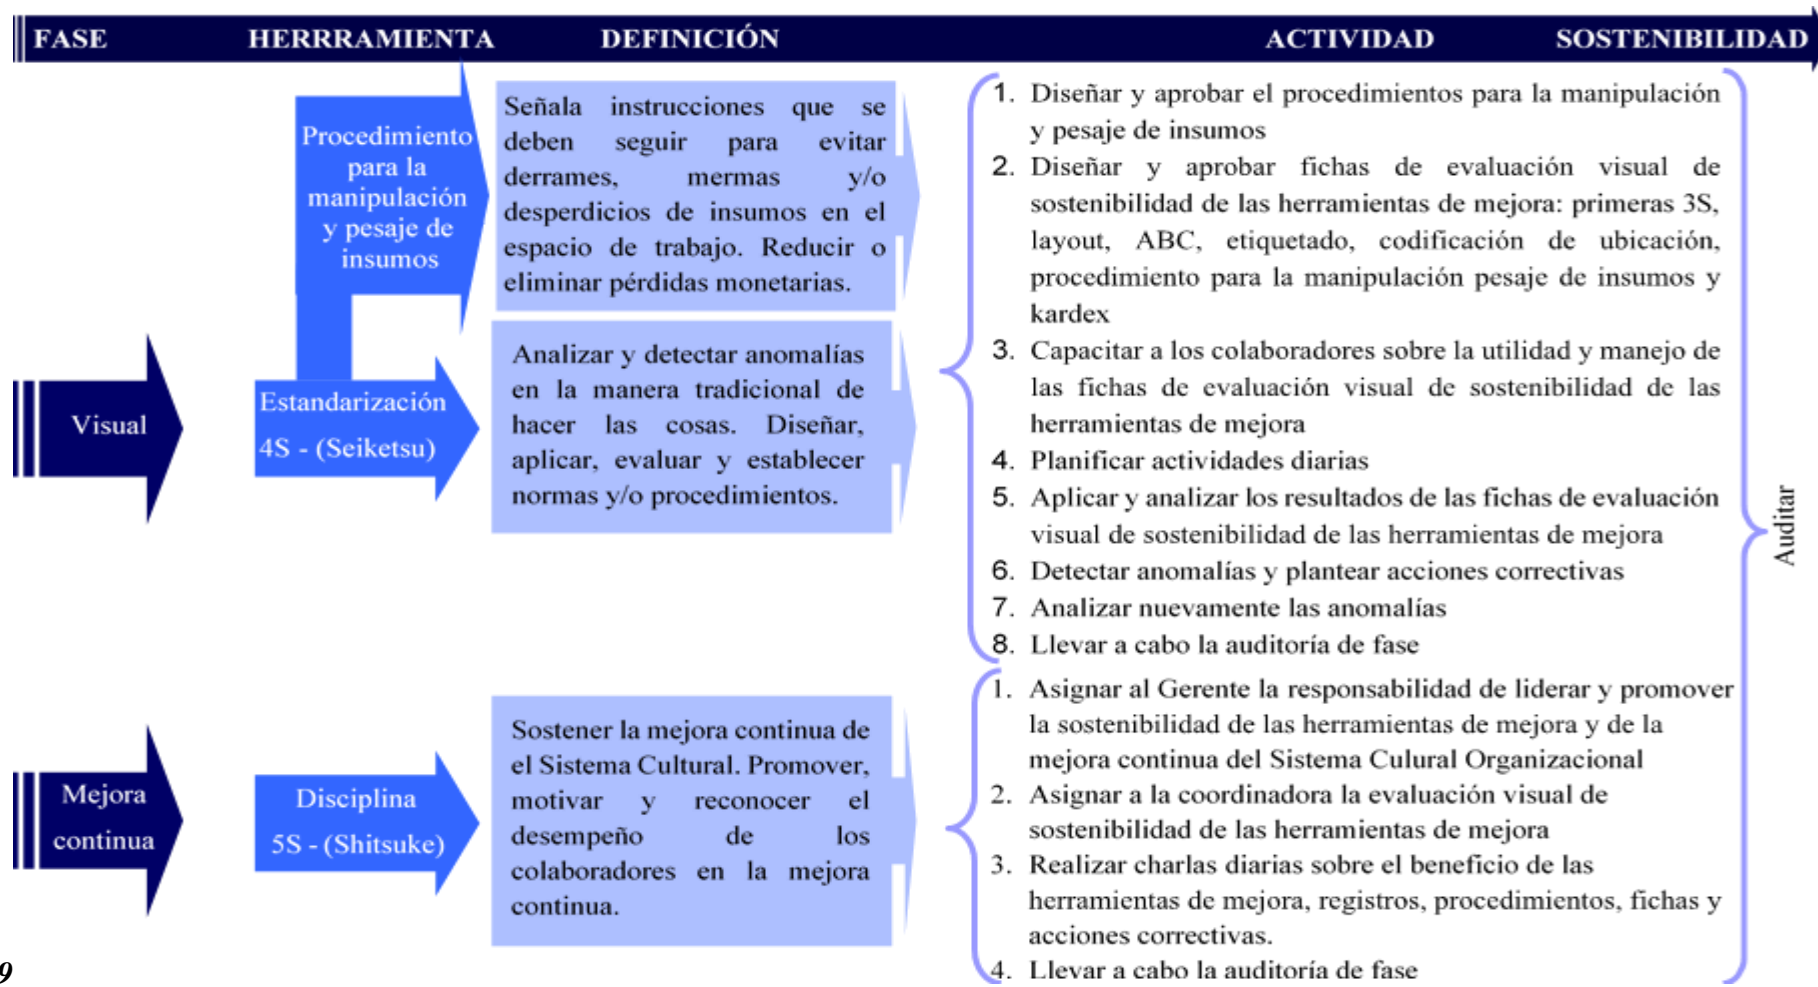 FASE HERRRAMIENTA DEFINICIÓN ACTIVIDAD SOSTENIBILIDAD
Procedimiento
para la
manipulación
y pesaje de
insumos
Señala instrucciones que se
deben seguir para evitar
derrames, mermas y/o
desperdicios de insumos en el
espacio de trabajo. Reducir o
eliminar pérdidas monetarias.
Visual
Estandarización
4S - (Seiketsu)
Analizar y detectar anomalías
en la manera tradicional de
hacer las cosas. Diseñar,
aplicar, evaluar y establecer
normas y/o procedimientos.
1. Diseñar y aprobar el procedimientos para la manipulación
y pesaje de insumos
2. Diseñar y aprobar fichas de evaluación visual de
sostenibilidad de las herramientas de mejora: primeras 3S,
layout, ABC, etiquetado, codificación de ubicación,
procedimiento para la manipulación pesaje de insumos y
kardex
3. Capacitar a los colaboradores sobre la utilidad y manejo de
las fichas de evaluación visual de sostenibilidad de las
herramientas de mejora
4. Planificar actividades diarias
5. Aplicar y analizar los resultados de las fichas de evaluación
visual de sostenibilidad de las herramientas de mejora
6. Detectar anomalías y plantear acciones correctivas
7. Analizar nuevamente las anomalías
8. Llevar a cabo la auditoría de fase
Mejora
continua
Disciplina
5S - (Shitsuke)
Sostener la mejora continua de
el Sistema Cultural. Promover,
motivar y reconocer el
desempeño de los
colaboradores en la mejora
continua.
1. Asignar al Gerente la responsabilidad de liderar y promover
la sostenibilidad de las herramientas de mejora y de la
mejora continua del Sistema Culural Organizacional
2. Asignar a la coordinadora la evaluación visual de
sostenibilidad de las herramientas de mejora
3. Realizar charlas diarias sobre el beneficio de las
herramientas de mejora, registros, procedimientos, fichas y
acciones correctivas.
4. Llevar a cabo la auditoría de fase
Auditar
9